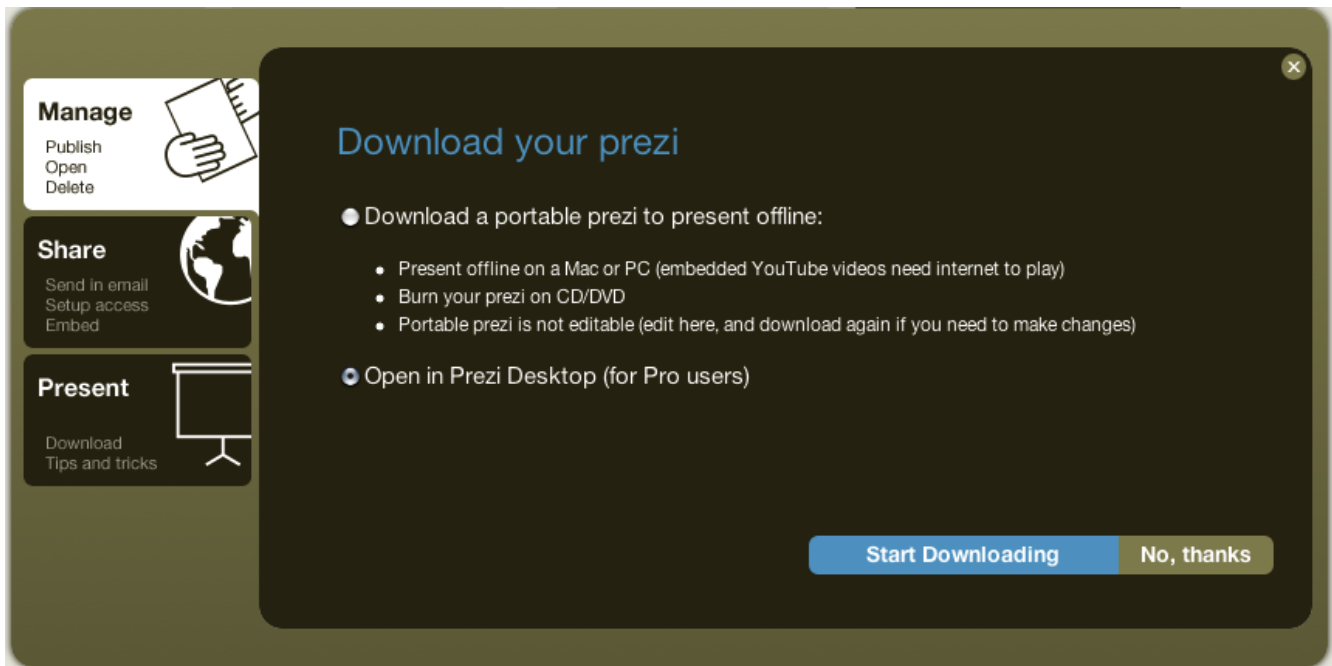 Manage
Publish
Open
Delete
Share
Send in email
Setup access
Embed
Present
Download
Tips and tricks
Download your prezi
Download a portable prezi to present offline:
• Present offline on a Mac or PC (embedded YouTube videos need internet to play)
• Burn your prezi on CD/DVD
• Portable prezi is not editable (edit here, and download again if you need to make changes)
Open in Prezi Desktop (for Pro users)
Start Downloading
No, thanks